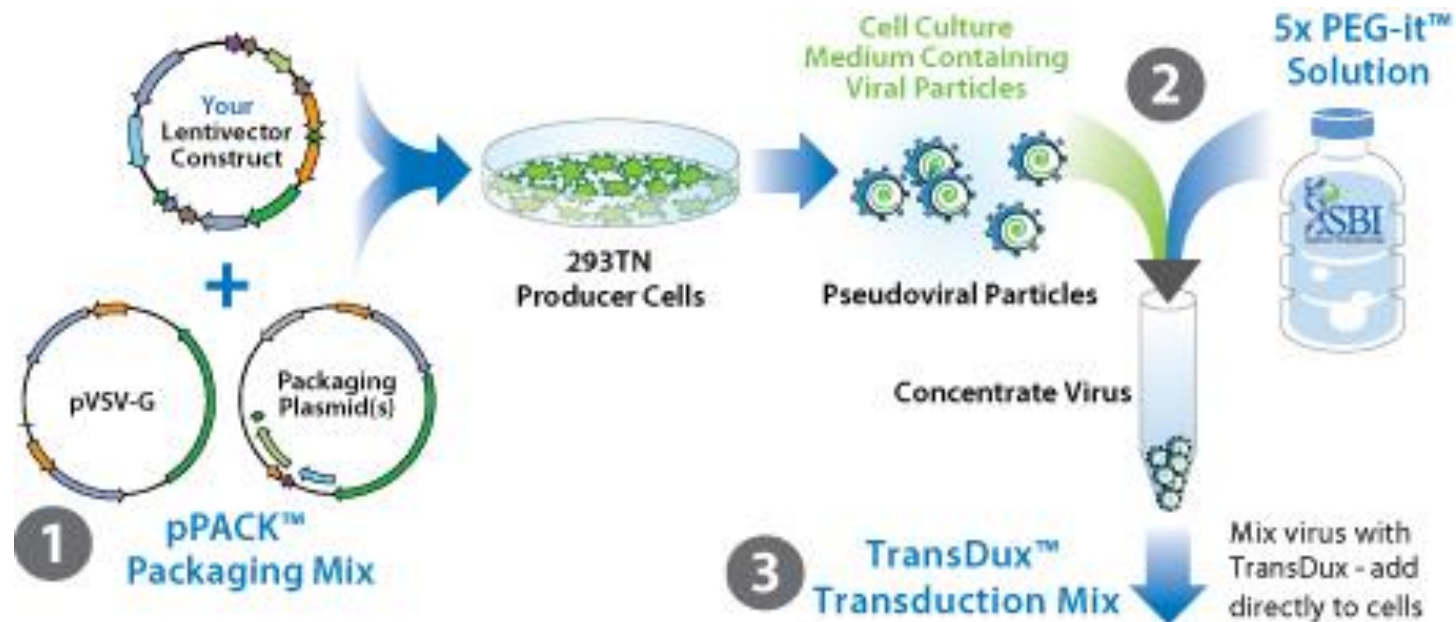 Your
Lentivector
Construct
+
pVSV-G
Packaging
Plasmid(s)
1
pPACK™
Packaging Mix
293TN
Producer Cells
Cell Culture
Medium Containing
Viral Particles
Pseudoviral Particles
2
5x PEG-it™
Solution
SBI
Concentrate Virus
3
TransDux™
Transduction Mix
Mix virus with
TransDux - add
directly to cells